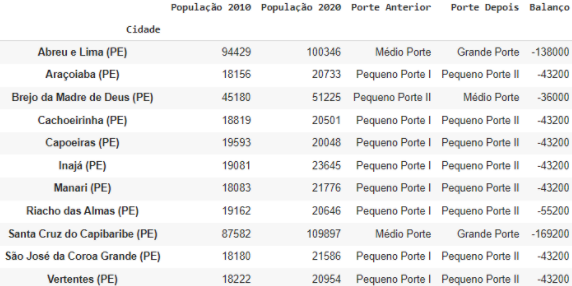 População 2010 População 2020 Porte Anterior Porte Depois Balanço
Cidade
Abreu e Lima (PE) 94429 100346 Médio Porte Grande Porte -138000
Araçoiaba (PE) 18156 20733 Pequeno Porte I Pequeno Porte II -43200
Brejo da Madre de Deus (PE) 45180 51225 Pequeno Porte II Médio Porte -36000
Cachoeirinha (PE) 18819 20501 Pequeno Porte I Pequeno Porte II -43200
Capoeiras (PE) 19593 20048 Pequeno Porte I Pequeno Porte II -43200
Inajá (PE) 19081 23645 Pequeno Porte I Pequeno Porte II -43200
Manari (PE) 18083 21776 Pequeno Porte I Pequeno Porte II -43200
Riacho das Almas (PE) 19162 20646 Pequeno Porte I Pequeno Porte II -55200
Santa Cruz do Capibaribe (PE) 87582 109897 Médio Porte Grande Porte -169200
São José da Coroa Grande (PE) 18180 21586 Pequeno Porte I Pequeno Porte II -43200
Vertentes (PE) 18222 20954 Pequeno Porte I Pequeno Porte II -43200